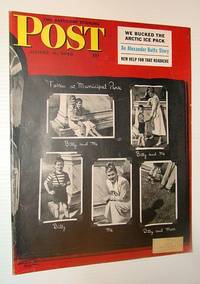 THE SATURDAY EVENING
POST
10¢
WE BUCKED THE
ARCTIC ICE PACK
An Alexander Botts Story
NEW HELP FOR THAT HEADACHE
Taken at Municipal Park
Billy and Me
Billy and Me
Billy
Me
Billy and Mom